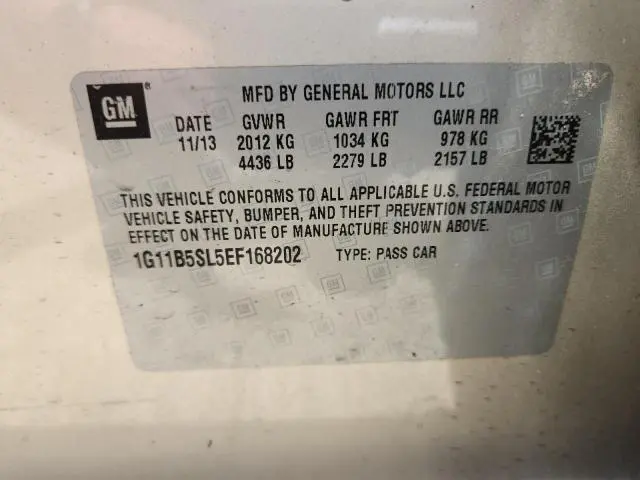 GM
MFD BY GENERAL MOTORS LLC
DATE GVWR GAWR FRT GAWR RR
11/13 2012 KG 1034 KG 978 KG
4436 LB 2279 LB 2157 LB
THIS VEHICLE CONFORMS TO ALL APPLICABLE U.S. FEDERAL MOTOR
VEHICLE SAFETY, BUMPER, AND THEFT PREVENTION STANDARDS IN
EFFECT ON THE DATE OF MANUFACTURE SHOWN ABOVE.
1G11B5SL5EF168202 TYPE: PASS CAR